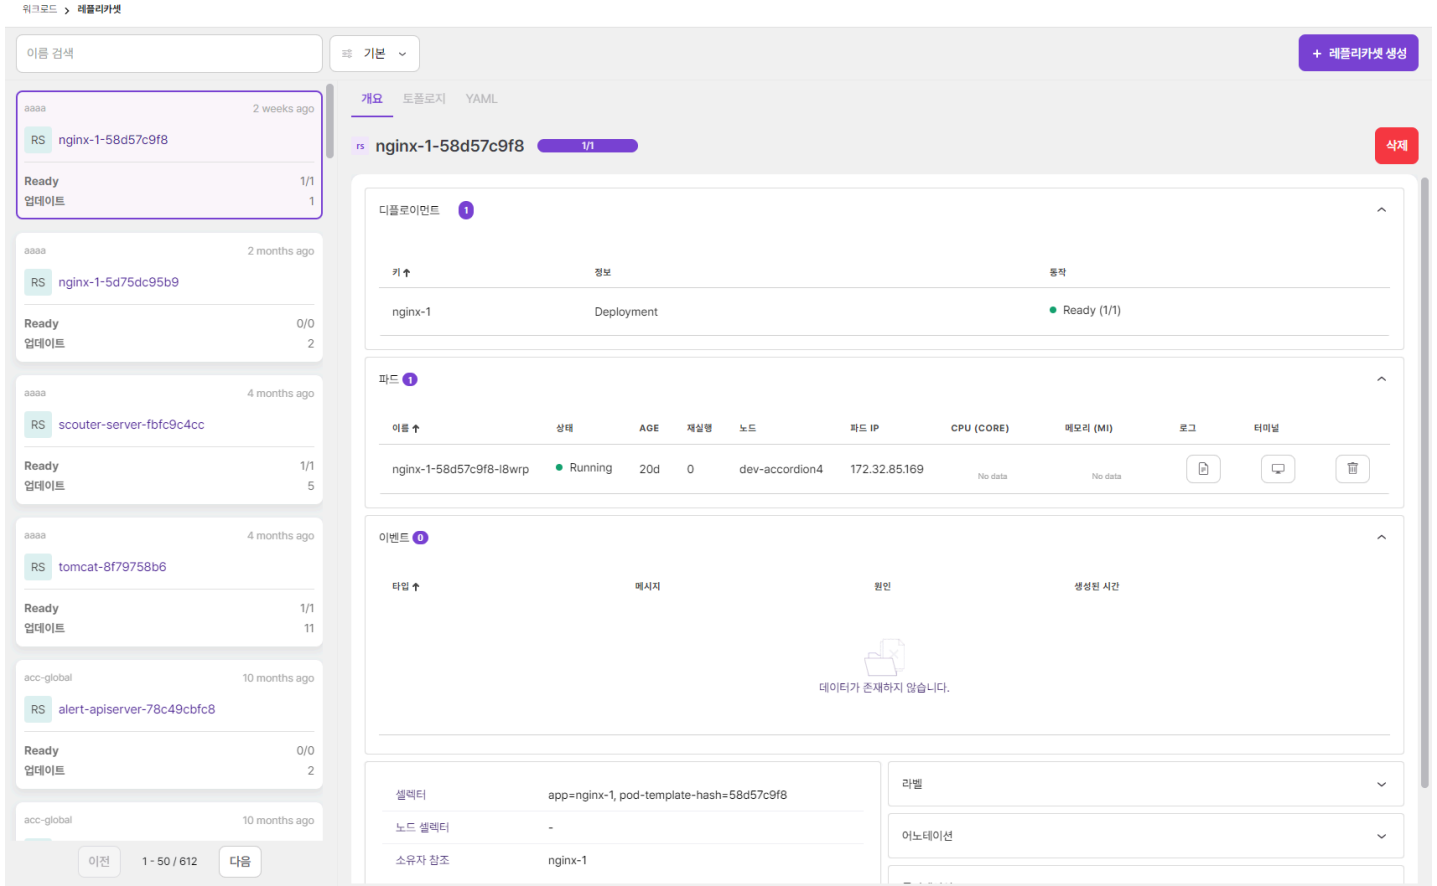 워크로드 > 레플리카셋
이름 검색
기본
+ 레플리카셋 생성
aaaa 2 weeks ago
RS nginx-1-58d57c9f8
Ready 1/1
업데이트 1
aaaa 2 months ago
RS nginx-1-5d75dc95b9
Ready 0/0
업데이트 2
aaaa 4 months ago
RS scouter-server-fbfc9c4cc
Ready 1/1
업데이트 5
aaaa 4 months ago
RS tomcat-8f79758b6
Ready 1/1
업데이트 11
acc-global 10 months ago
RS alert-apiserver-78c49cbfc8
Ready 0/0
업데이트 2
acc-global 10 months ago
이전 1 - 50 / 612 다음
개요 토폴로지 YAML
rs nginx-1-58d57c9f8 1/1
삭제
디플로이먼트 1
키 정보 동작
nginx-1 Deployment Ready (1/1)
파드 1
이름 상태 AGE 재실행 노드 파드 IP CPU (CORE) 메모리 (MI) 로그 터미널
nginx-1-58d57c9f8-l8wrp Running 20d 0 dev-accordion4 172.32.85.169 No data No data
이벤트 0
타입 메시지 원인 생성된 시간
데이터가 존재하지 않습니다.
셀렉터 app=nginx-1, pod-template-hash=58d57c9f8
노드 셀렉터 -
소유자 참조 nginx-1
라벨
어노테이션